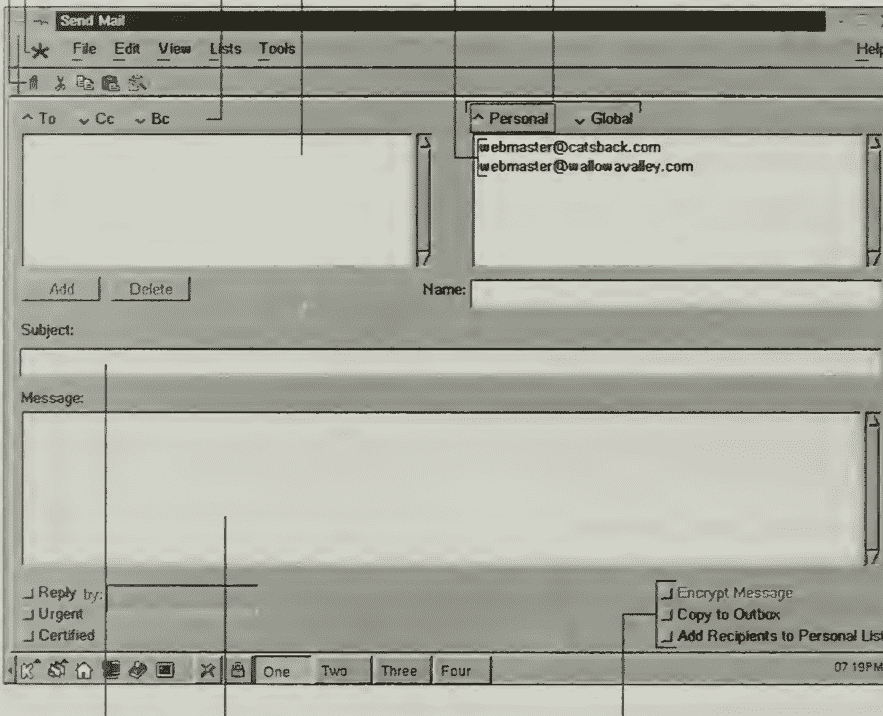 Send Mail
File Edit View Lists Tools Help
To Cc Bc
Personal Global
webmaster@catsback.com
webmaster@wallowavalley.com
Add Delete
Name:
Subject:
Message:
Reply by:
Urgent
Certified
Encrypt Message
Copy to Outbox
Add Recipients to Personal List
One Two Three Four
07:19PM